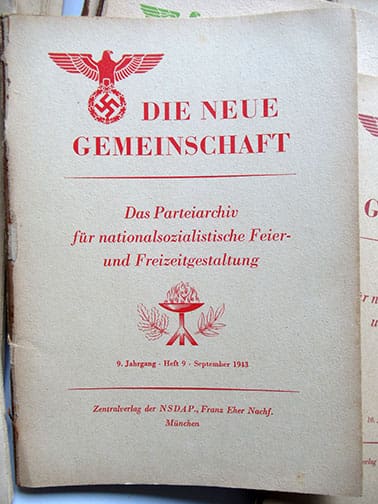 DIE NEUE
GEMEINSCHAFT
Das Parteiarchiv
für nationalsozialistische Feier-
und Freizeitgestaltung
9. Jahrgang · Heft 9 · September 1943
Zentralverlag der NSDAP., Franz Eher Nachf.
München